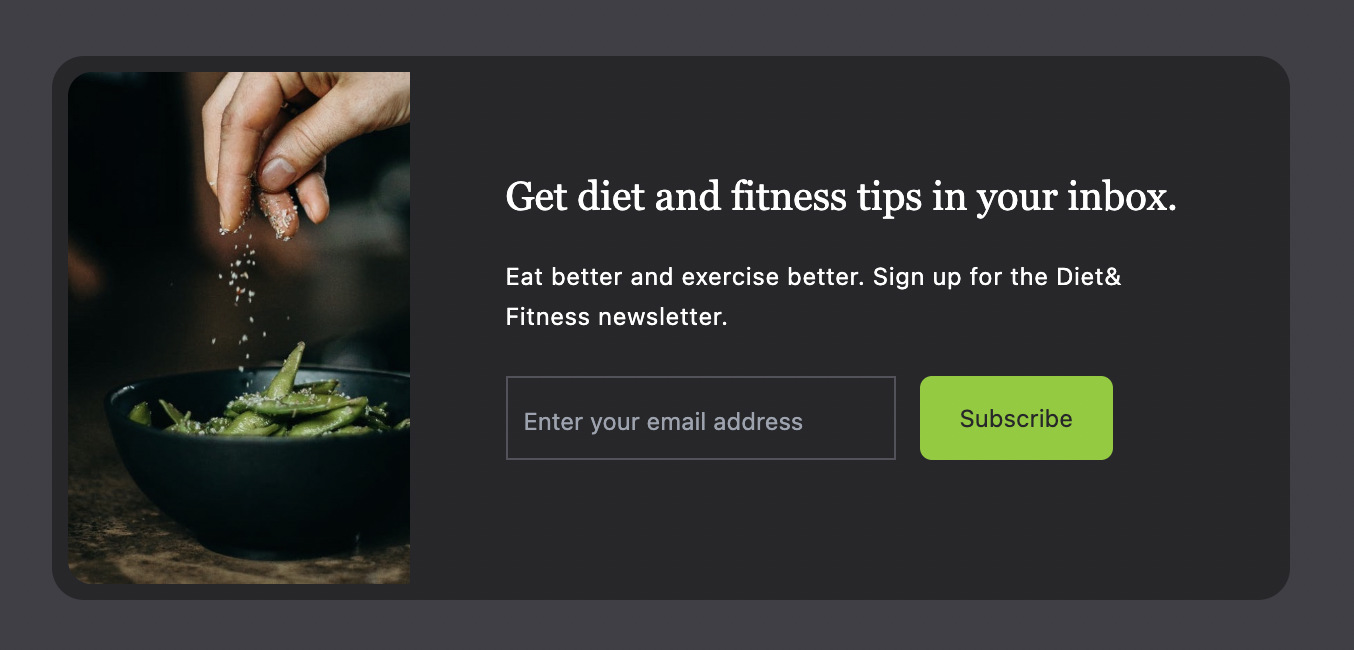 Get diet and fitness tips in your inbox.
Eat better and exercise better. Sign up for the Diet&
Fitness newsletter.
Enter your email address
Subscribe